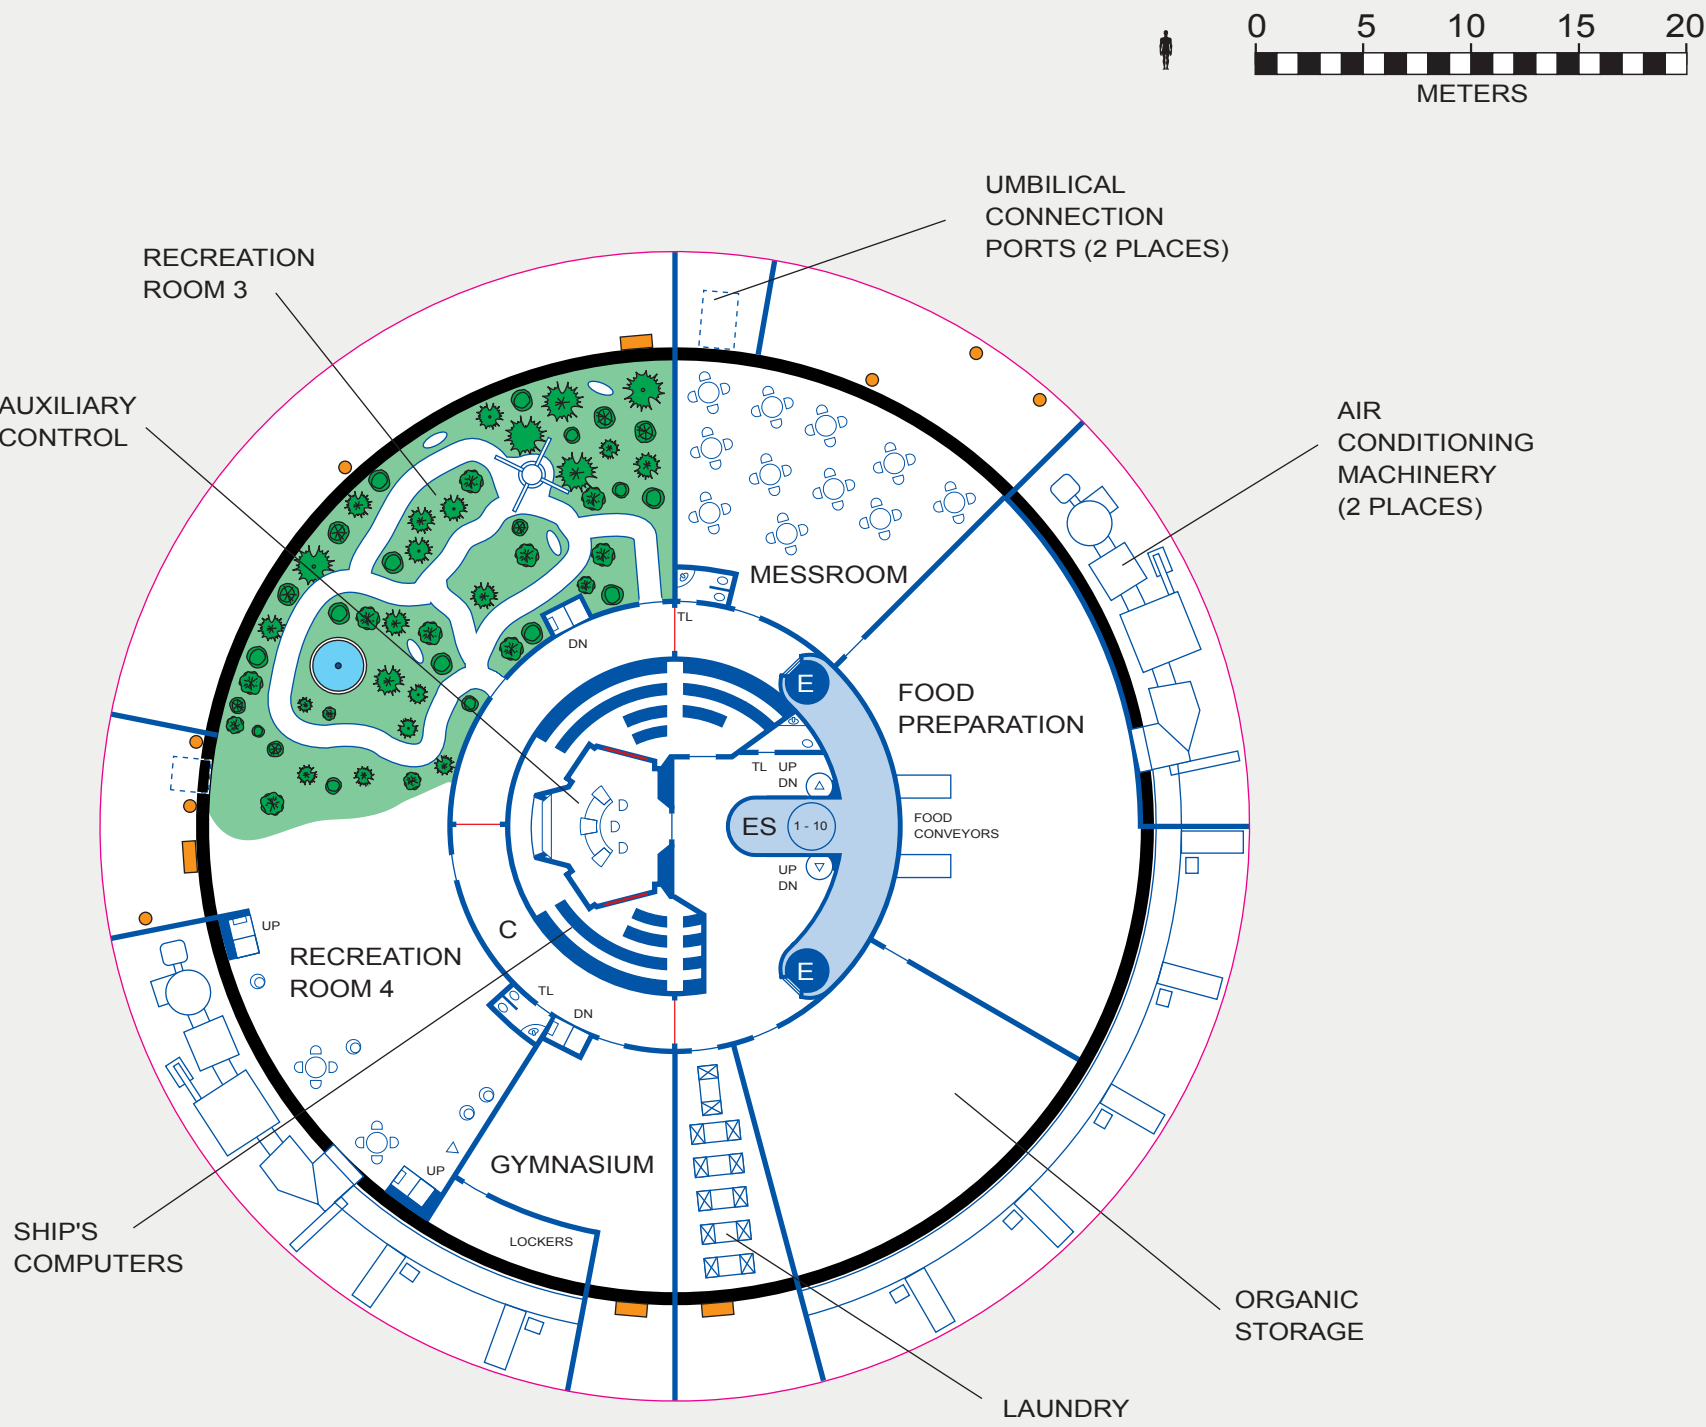 0 5 10 15 20
METERS
UMBILICAL
CONNECTION
PORTS (2 PLACES)
RECREATION
ROOM 3
AUXILIARY
CONTROL
AIR
CONDITIONING
MACHINERY
(2 PLACES)
MESSROOM
TL
DN
E
FOOD
PREPARATION
TL UP
DN
ES
1 - 10
FOOD
CONVEYORS
UP
DN
C
UP
RECREATION
ROOM 4
E
TL
DN
UP
GYMNASIUM
LOCKERS
SHIP'S
COMPUTERS
ORGANIC
STORAGE
LAUNDRY